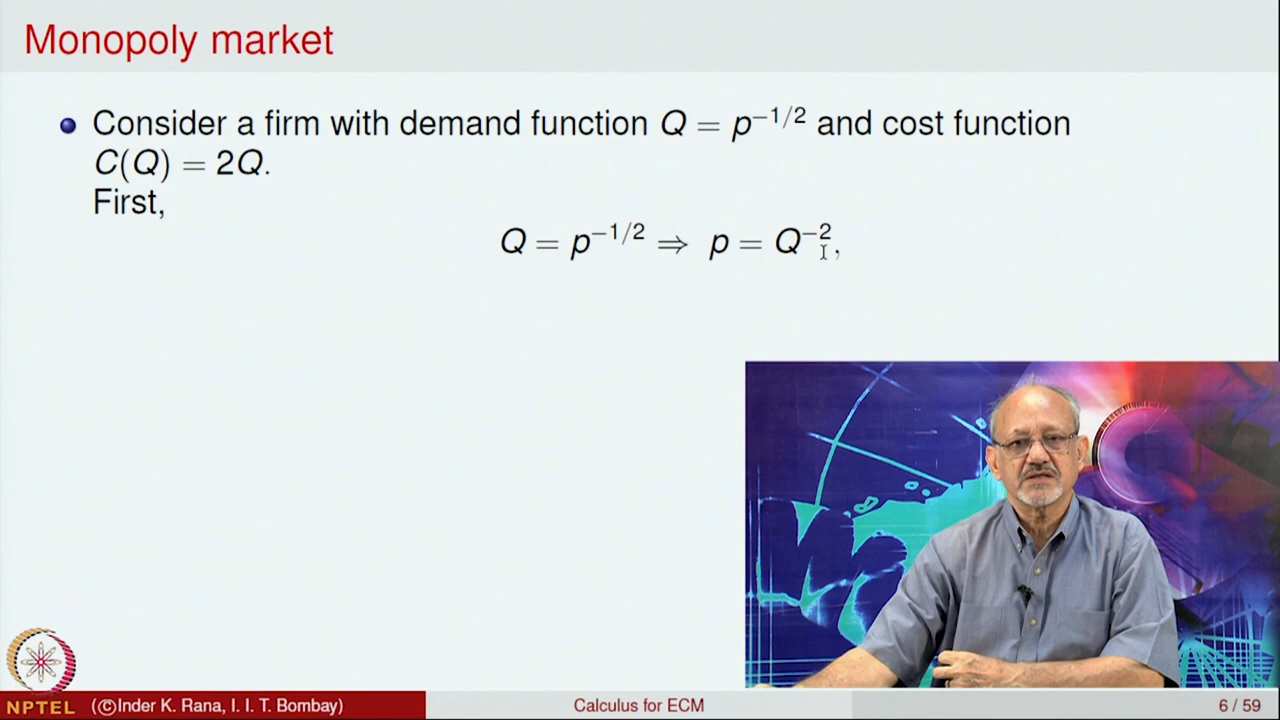 Monopoly market
Consider a firm with demand function Q = p^{-1/2} and cost function
C(Q) = 2Q.
First,
Q = p^{-1/2} ⇒ p = Q^{-2},
NPTEL (©Inder K. Rana, I. I. T. Bombay) Calculus for ECM 6 / 59